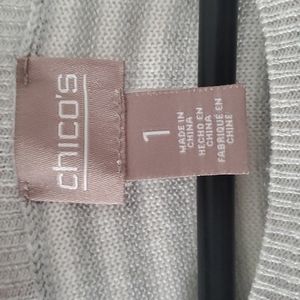 chico's
1
MADE IN
CHINA
HECHO EN
CHINA
FABRIQUÉ EN
CHINE